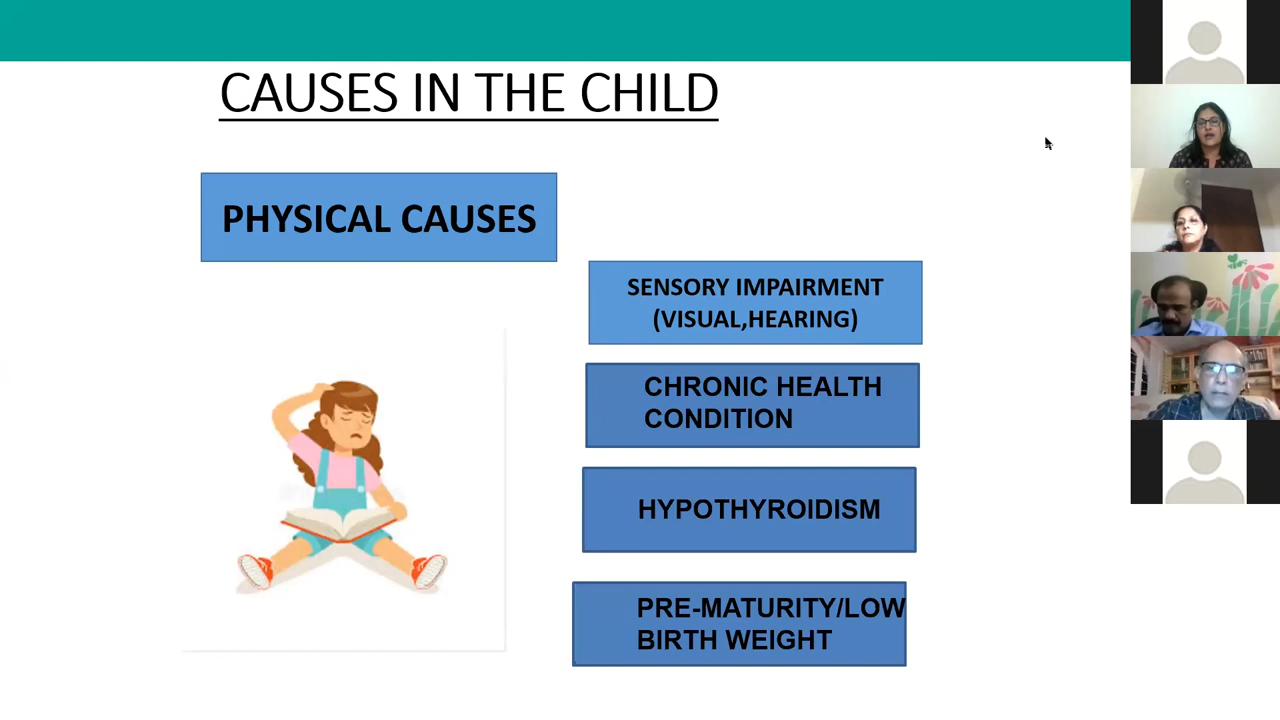 CAUSES IN THE CHILD
PHYSICAL CAUSES
SENSORY IMPAIRMENT
(VISUAL,HEARING)
CHRONIC HEALTH
CONDITION
HYPOTHYROIDISM
PRE-MATURITY/LOW
BIRTH WEIGHT